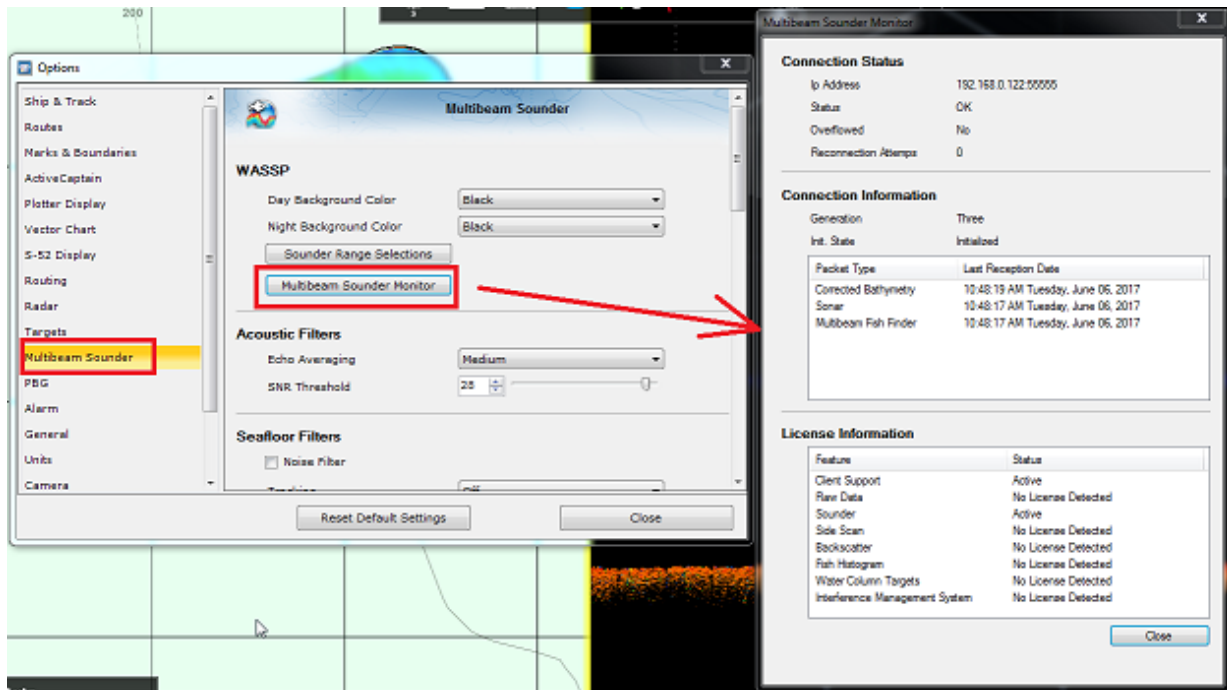 200
Multibeam Sounder Monitor
X
Options
X
Ship & Track
Routes
Marks & Boundaries
ActiveCaptain
Plotter Display
Vector Chart
S-52 Display
Routing
Radar
Targets
Multibeam Sounder
PBG
Alarm
General
Units
Camera
Multibeam Sounder
WASSP
Day Background Color Black
Night Background Color Black
Sounder Range Selections
Multibeam Sounder Monitor
Acoustic Filters
Echo Averaging Medium
SNR Threshold 28
Seafloor Filters
Noise Filter
Reset Default Settings Close
Connection Status
Ip Address 192.168.0.122:55555
Status OK
Overflowed No
Reconnection Attemps 0
Connection Information
Generation Three
Init. State Initialized
Packet Type Last Reception Date
Corrected Bathymetry 10:48:19 AM Tuesday, June 06, 2017
Sonar 10:48:17 AM Tuesday, June 06, 2017
Multibeam Fish Finder 10:48:17 AM Tuesday, June 06, 2017
License Information
Feature Status
Client Support Active
Raw Data No License Detected
Sounder Active
Side Scan No License Detected
Backscatter No License Detected
Fish Histogram No License Detected
Water Column Targets No License Detected
Interference Management System No License Detected
Close